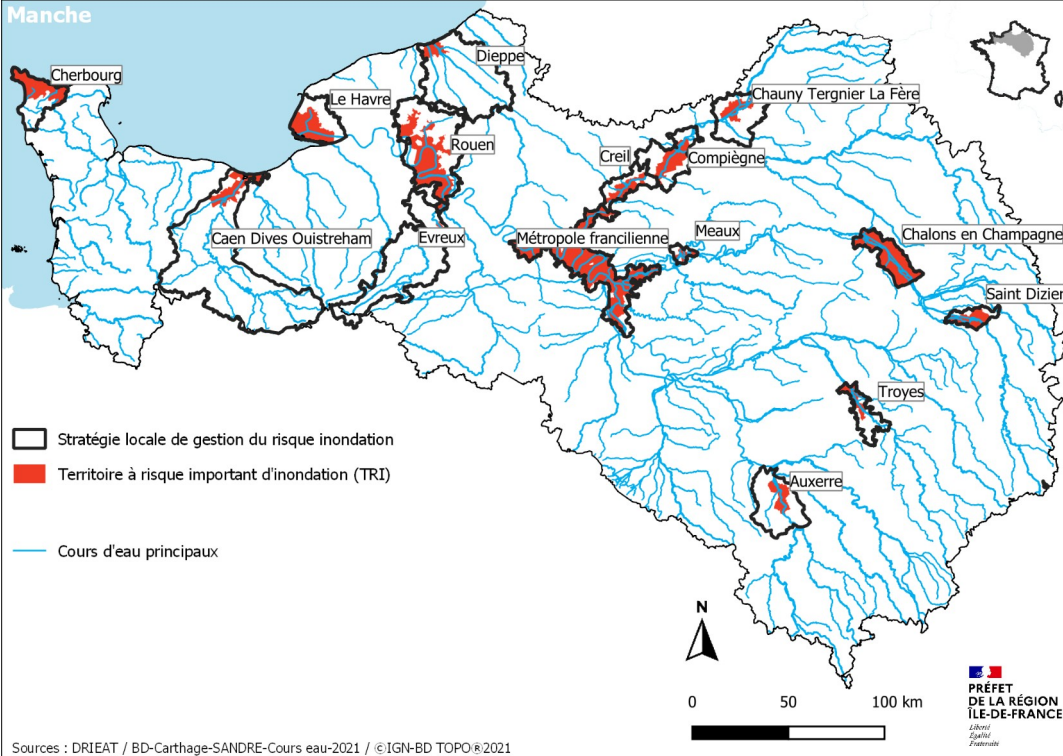 Manche
Cherbourg
Dieppe
Le Havre
Chauny Tergnier La Fère
Rouen
Creil
Compiègne
Caen Dives Ouistreham
Evreux
Métropole francilienne
Meaux
Chalons en Champagne
Saint Dizier
Troyes
Auxerre
Stratégie locale de gestion du risque inondation
Territoire à risque important d'inondation (TRI)
Cours d'eau principaux
N
0 50 100 km
PRÉFET
DE LA RÉGION
ÎLE-DE-FRANCE
Liberté
Égalité
Fraternité
Sources : DRIEAT / BD-Carthage-SANDRE-Cours eau-2021 / ©IGN-BD TOPO®2021